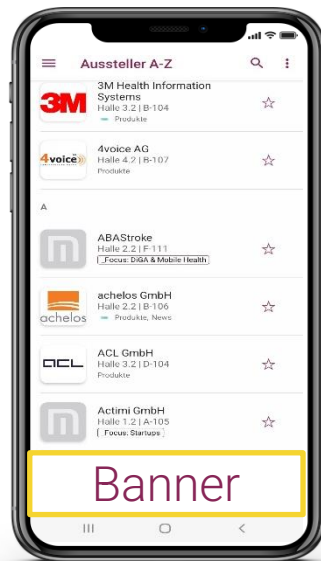 Aussteller A-Z
3M Health Information
Systems
3M
Halle 3.2 | B-104
Produkte
4voice AG
4voice
Halle 4.2 | B-107
Produkte
A
ABAStroke
Halle 2.2 | F-111
_Focus: DiGA & Mobile Health
achelos GmbH
Halle 2.2 | B-106
achelos
Produkte, News
ACL GmbH
ACL
Halle 3.2 | D-104
Produkte
Actimi GmbH
Halle 1.2 | A-105
_Focus: Startups
Banner